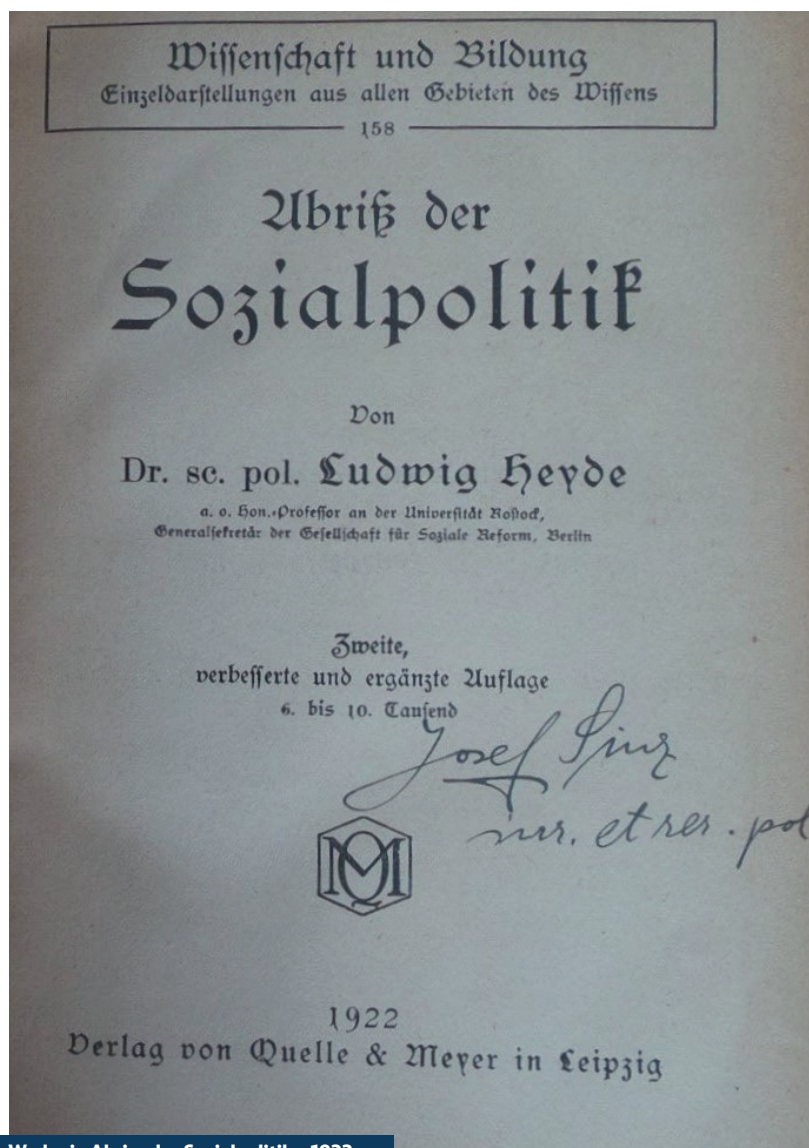 Wissenschaft und Bildung
Einzeldarstellungen aus allen Gebieten des Wissens
158
Abriß der
Sozialpolitik
Von
Dr. sc. pol. Ludwig Heyde
a. o. Hon.-Professor an der Universität Rostock,
Generalsekretär der Gesellschaft für Soziale Reform, Berlin
Zweite,
verbesserte und ergänzte Auflage
6. bis 10. Tausend
Josef
et rer. pol
QM
1922
Verlag von Quelle & Meyer in Leipzig